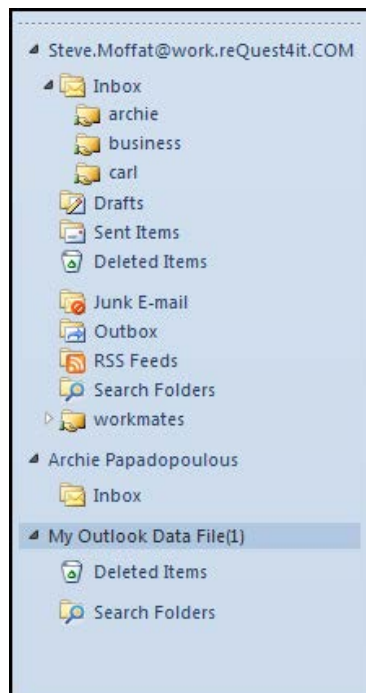 Steve.Moffat@work.reQuest4it.COM
Inbox
archie
business
carl
Drafts
Sent Items
Deleted Items
Junk E-mail
Outbox
RSS Feeds
Search Folders
workmates
Archie Papadopoulous
Inbox
My Outlook Data File(1)
Deleted Items
Search Folders